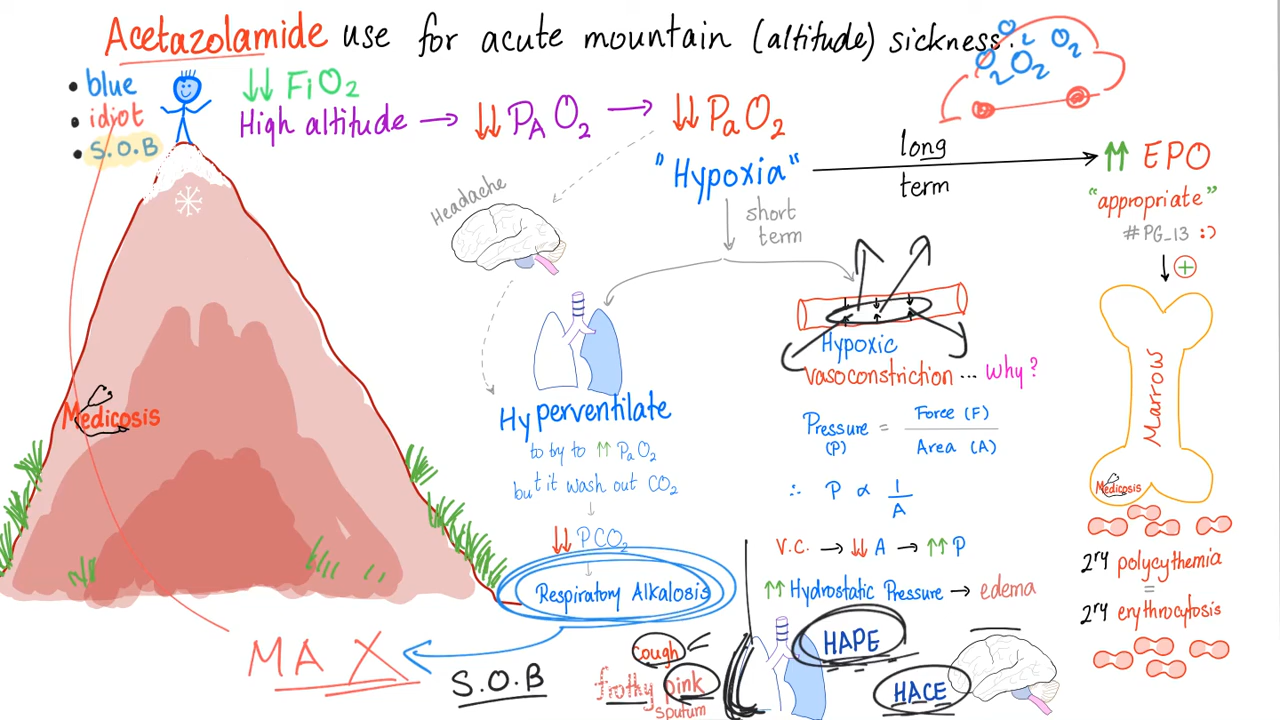 Acetazolamide use for acute mountain (altitude) sickness.
O2
O2
O2
• blue
• idiot
• S.O.B
↓↓ FiO2
High altitude → ↓↓ PAO2 → ↓↓ PaO2
"Hypoxia"
long
term
↑↑ EPO
"appropriate"
#PG_13 :)
+
Headache
short
term
Hypoxic
vasoconstriction ... why?
Hyperventilate
to try to ↑↑ PaO2
but it wash out CO2
↓
↓↓ PCO2
↓
Respiratory Alkalosis
Pressure (P) = Force (F) / Area (A)
∴ P ∝ 1/A
V.C. → ↓↓ A → ↑↑ P
↑↑ Hydrostatic Pressure → edema
HAPE
HACE
cough
frothy pink
sputum
S.O.B
MAX
Medicosis
Marrow
Medicosis
2ry polycythemia
=
2ry erythrocytosis